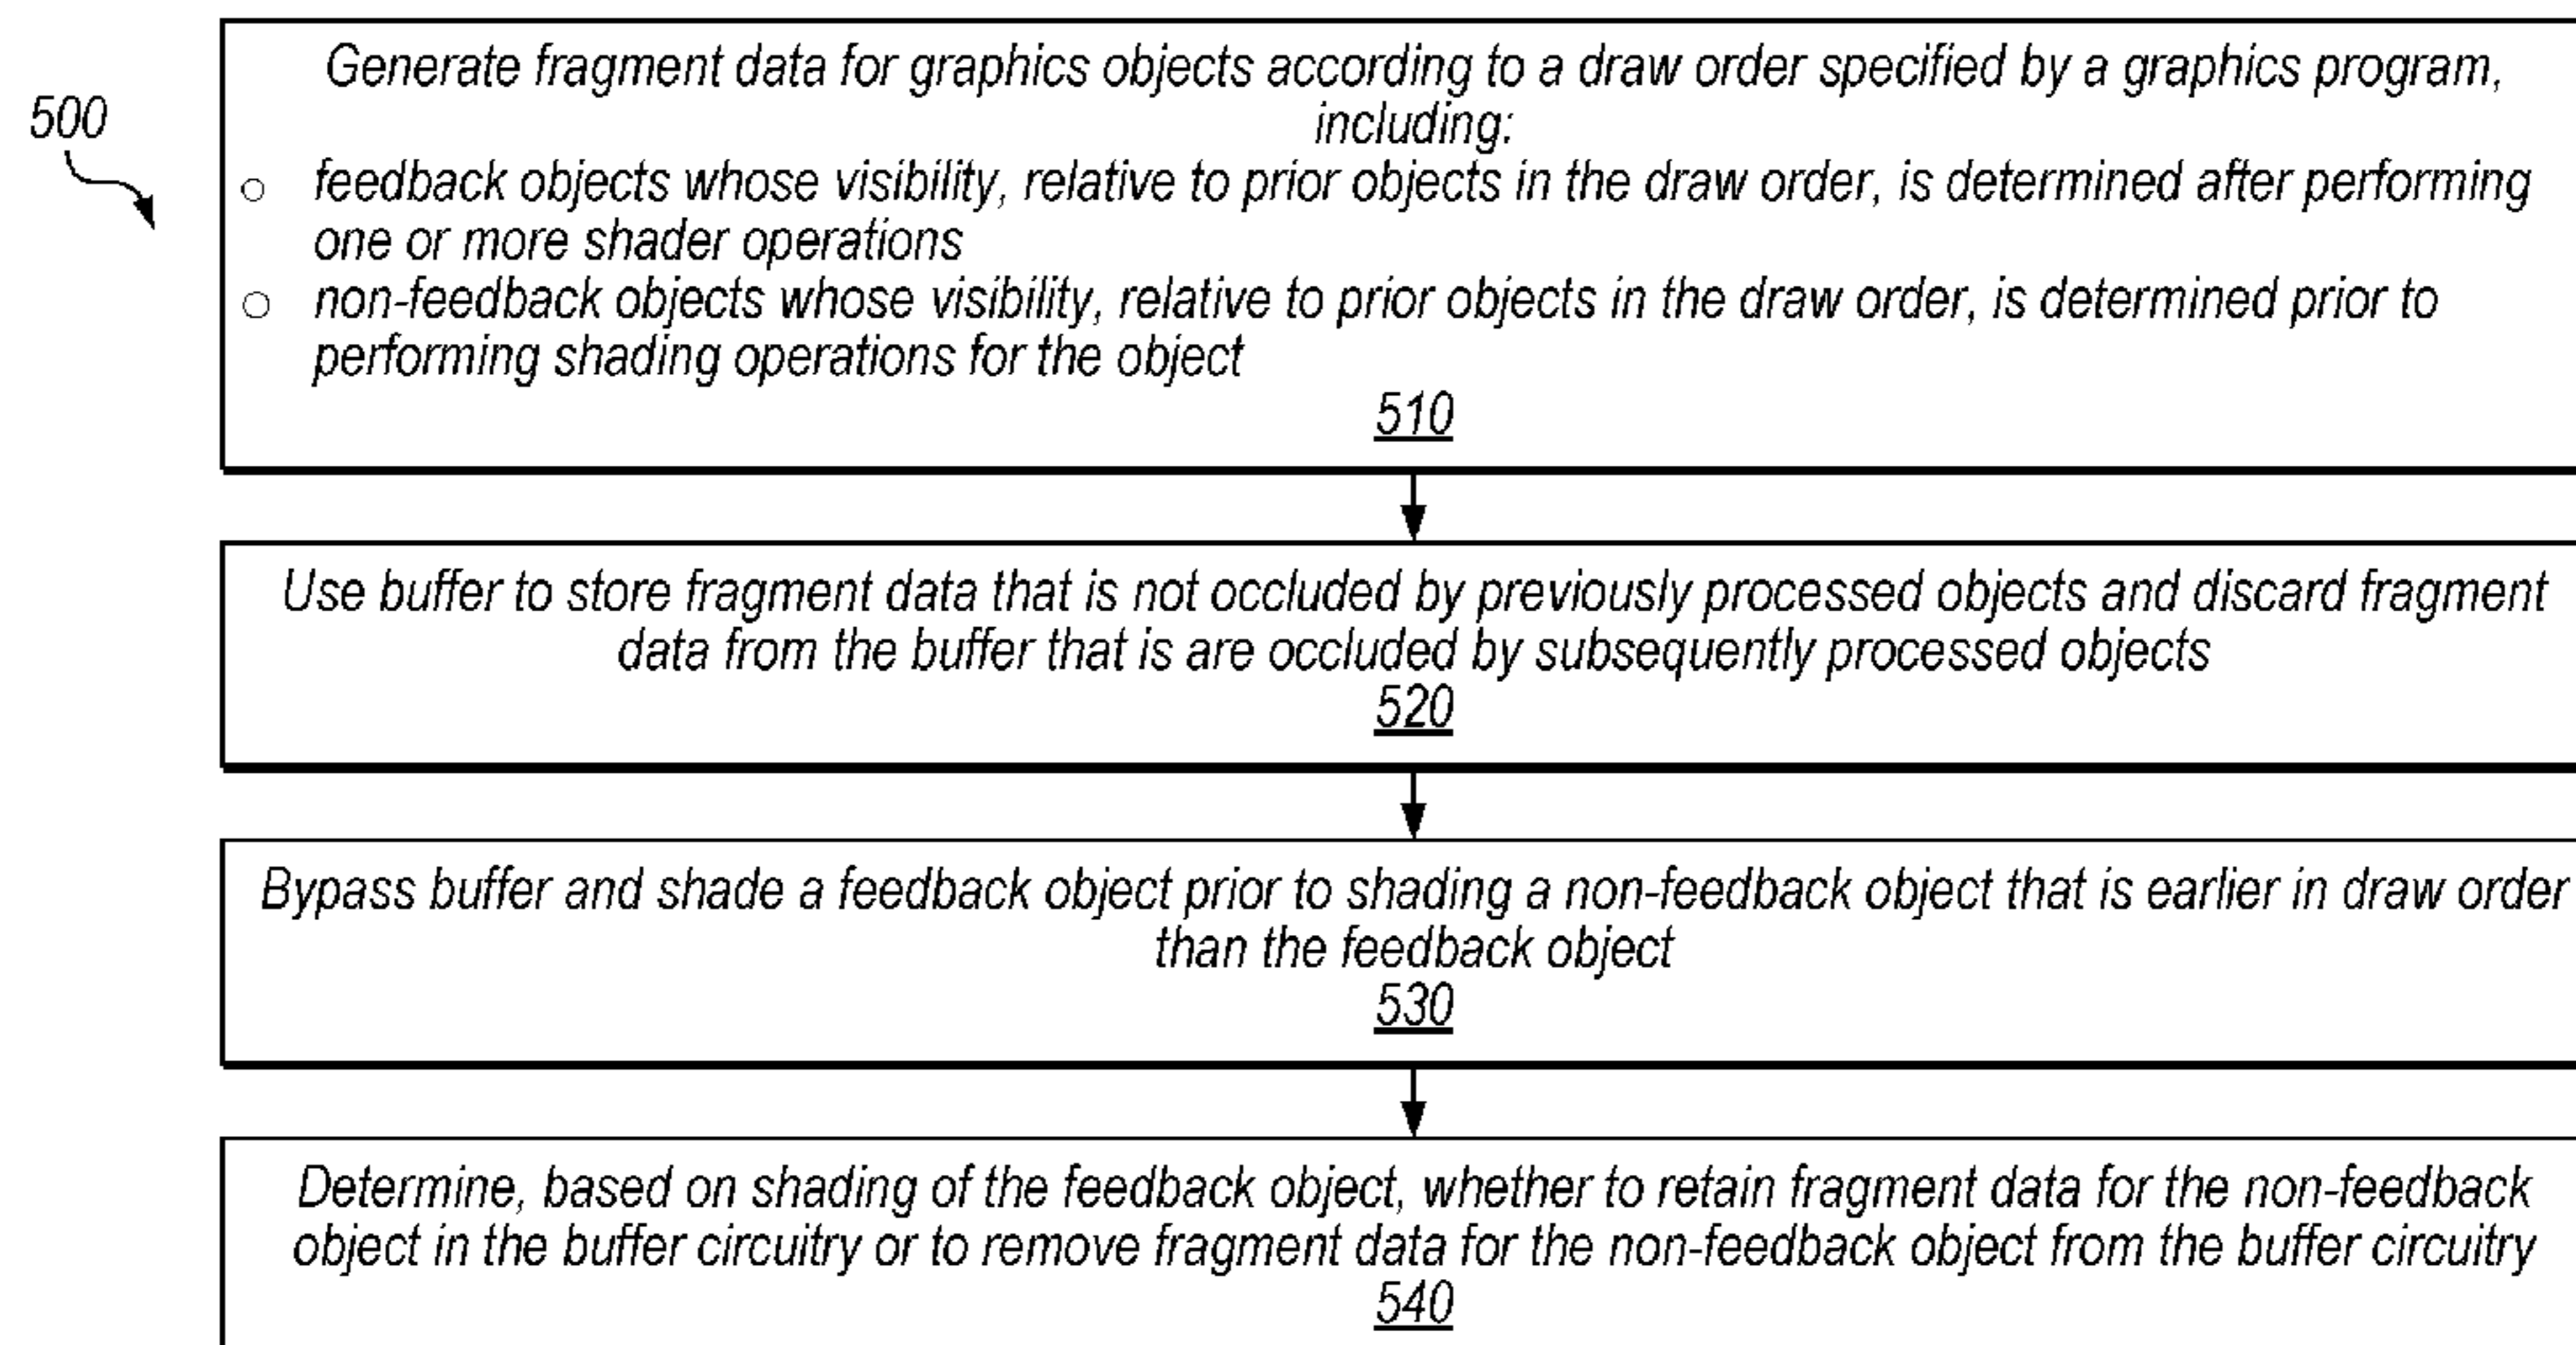 Generate fragment data for graphics objects according to a draw order specified by a graphics program,
including:
500
○ feedback objects whose visibility, relative to prior objects in the draw order, is determined after performing
one or more shader operations
○ non-feedback objects whose visibility, relative to prior objects in the draw order, is determined prior to
performing shading operations for the object
510
Use buffer to store fragment data that is not occluded by previously processed objects and discard fragment
data from the buffer that is are occluded by subsequently processed objects
520
Bypass buffer and shade a feedback object prior to shading a non-feedback object that is earlier in draw order
than the feedback object
530
Determine, based on shading of the feedback object, whether to retain fragment data for the non-feedback
object in the buffer circuitry or to remove fragment data for the non-feedback object from the buffer circuitry
540